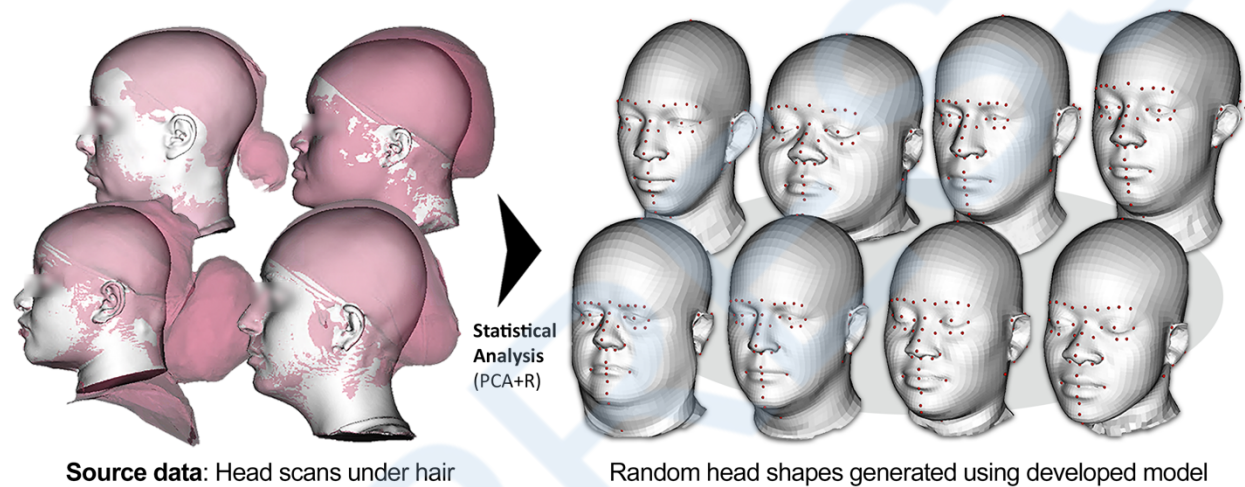 Statistical
Analysis
(PCA+R)
Source data: Head scans under hair
Random head shapes generated using developed model